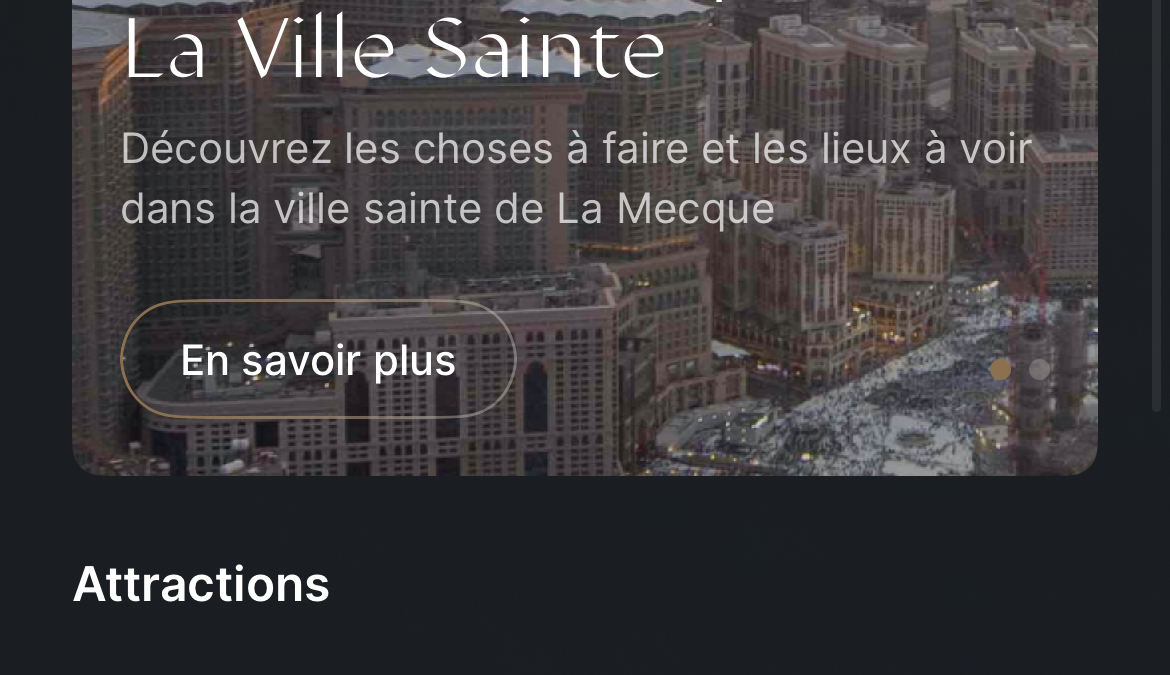 La Ville Sainte
Découvrez les choses à faire et les lieux à voir
dans la ville sainte de La Mecque
En savoir plus
Attractions